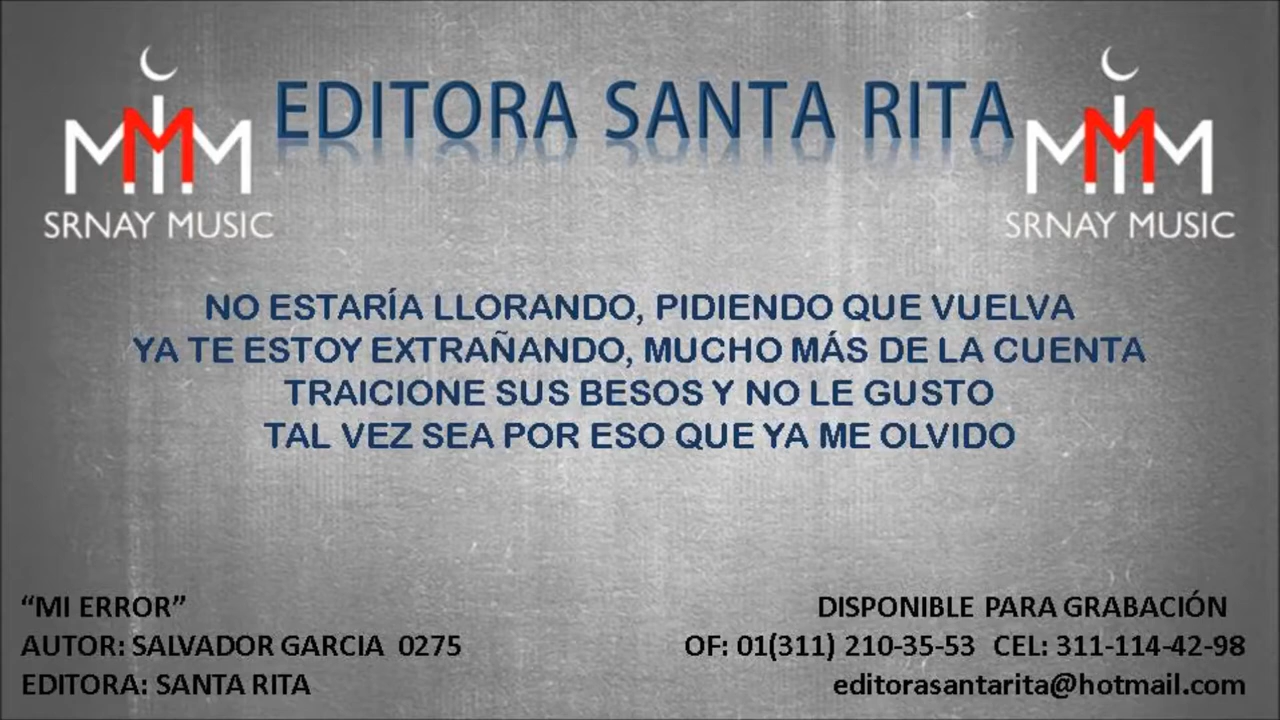 EDITORA SANTA RITA
SRNAY MUSIC
SRNAY MUSIC
NO ESTARÍA LLORANDO, PIDIENDO QUE VUELVA
YA TE ESTOY EXTRAÑANDO, MUCHO MÁS DE LA CUENTA
TRAICIONE SUS BESOS Y NO LE GUSTO
TAL VEZ SEA POR ESO QUE YA ME OLVIDO
“MI ERROR”
AUTOR: SALVADOR GARCIA 0275
EDITORA: SANTA RITA
DISPONIBLE PARA GRABACIÓN
OF: 01(311) 210-35-53 CEL: 311-114-42-98
editorasantarita@hotmail.com